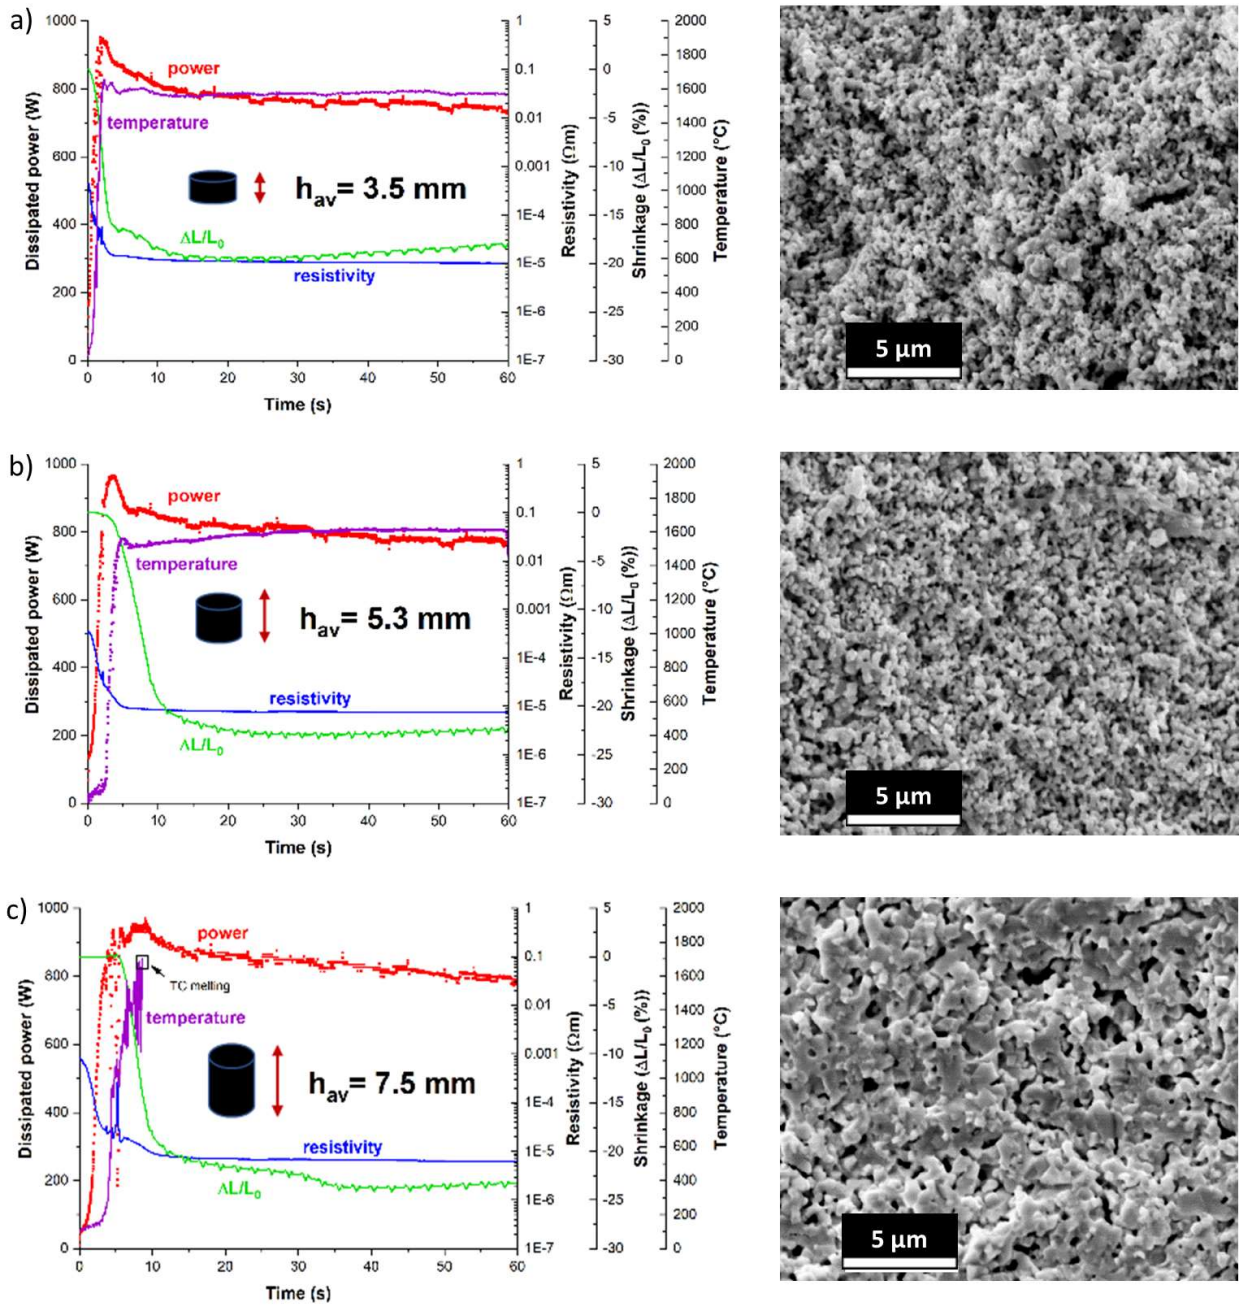 a)
1000
800
600
400
200
0
Dissipated power (W)
power
temperature
h_av= 3.5 mm
ΔL/L₀
resistivity
0 10 20 30 40 50 60
Time (s)
1
0.1
0.01
0.001
1E-4
1E-5
1E-6
1E-7
Resistivity (Ωm)
5
0
-5
-10
-15
-20
-25
-30
Shrinkage (ΔL/L₀ (%))
2000
1800
1600
1400
1200
1000
800
600
400
200
0
Temperature (°C)
5 µm
b)
1000
800
600
400
200
0
Dissipated power (W)
power
temperature
h_av = 5.3 mm
resistivity
ΔL/L₀
0 10 20 30 40 50 60
Time (s)
1
0.1
0.01
0.001
1E-4
1E-5
1E-6
1E-7
Resistivity (Ωm)
5
0
-5
-10
-15
-20
-25
-30
Shrinkage (ΔL/L₀ (%))
2000
1800
1600
1400
1200
1000
800
600
400
200
0
Temperature (°C)
5 µm
c)
1000
800
600
400
200
0
Dissipated power (W)
power
TC melting
temperature
h_av= 7.5 mm
resistivity
ΔL/L₀
0 10 20 30 40 50 60
Time (s)
1
0.1
0.01
0.001
1E-4
1E-5
1E-6
1E-7
Resistivity (Ωm)
5
0
-5
-10
-15
-20
-25
-30
Shrinkage (ΔL/L₀ (%))
2000
1800
1600
1400
1200
1000
800
600
400
200
0
Temperature (°C)
5 µm